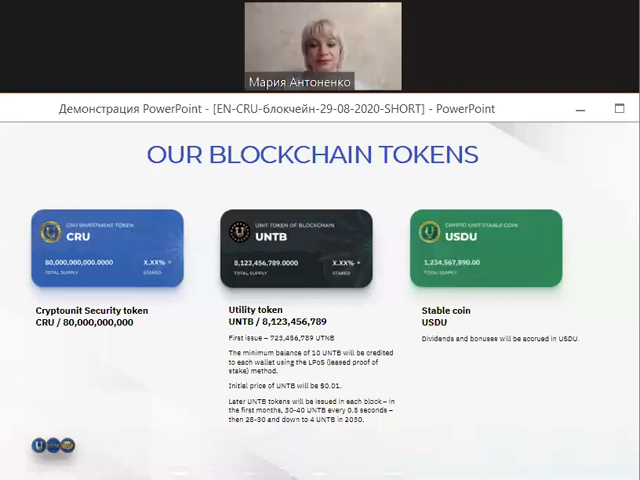 Мария Антоненко
Демонстрация PowerPoint - [EN-CRU-блокчейн-29-08-2020-SHORT] - PowerPoint
OUR BLOCKCHAIN TOKENS
CRU INVESTMENT TOKEN
CRU
80,000,000,000.0000
X.XX%
TOTAL SUPPLY
STAKED
UNIT TOKEN OF BLOCKCHAIN
UNTB
8,123,456,789.0000
X.XX%
TOTAL SUPPLY
STAKED
CRYPTO UNIT STABLE COIN
USDU
1,234,567,890.00
TOTAL SUPPLY
Cryptounit Security token
CRU / 80,000,000,000
Utility token
UNTB / 8,123,456,789
First issue – 723,456,789 UTNB
The minimum balance of 10 UNTB will be credited
to each wallet using the LPoS (leased proof of
stake) method.
Initial price of UNTB will be $0.01.
Later UNTB tokens will be issued in each block – in
the first months, 30-40 UNTB every 0.5 seconds –
then 28-30 and down to 4 UNTB in 2030.
Stable coin
USDU
Dividends and bonuses will be accrued in USDU.